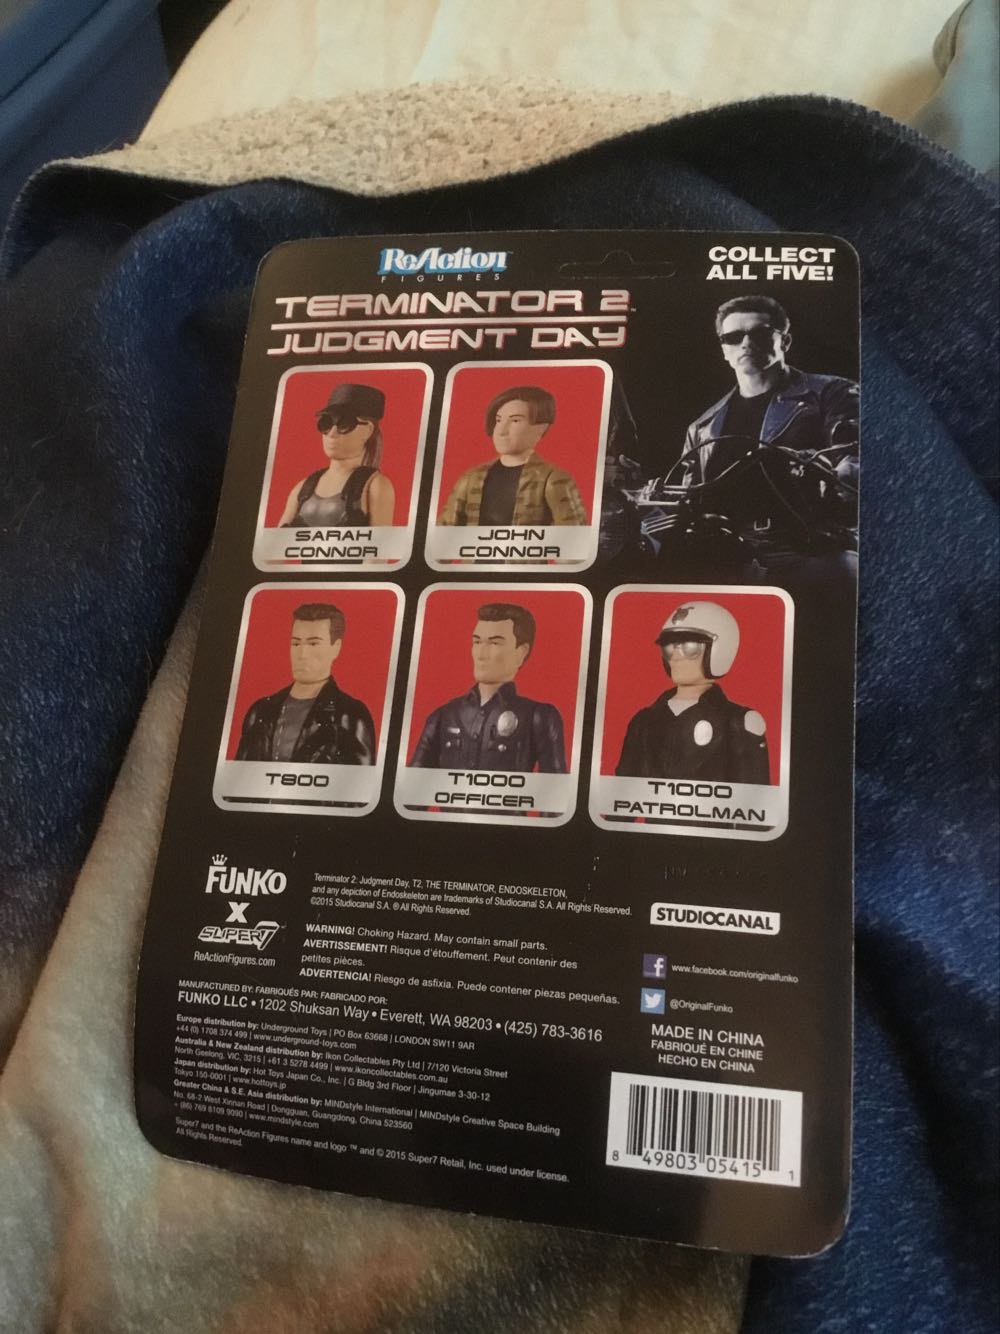 ReAction
FIGURES
COLLECT
ALL FIVE!
TERMINATOR 2
JUDGMENT DAY
SARAH
CONNOR
JOHN
CONNOR
T800
T1000
OFFICER
T1000
PATROLMAN
FUNKO
X
SUPER7
ReActionFigures.com
Terminator 2: Judgment Day, T2, THE TERMINATOR, ENDOSKELETON,
and any depiction of Endoskeleton are trademarks of Studiocanal S.A. All Rights Reserved.
©2015 Studiocanal S.A. ® All Rights Reserved.
STUDIOCANAL
WARNING! Choking Hazard. May contain small parts.
AVERTISSEMENT! Risque d'étouffement. Peut contenir des
petites pièces.
ADVERTENCIA! Riesgo de asfixia. Puede contener piezas pequeñas.
www.facebook.com/originalfunko
@OriginalFunko
MANUFACTURED BY: FABRIQUÉS PAR: FABRICADO POR:
FUNKO LLC • 1202 Shuksan Way • Everett, WA 98203 • (425) 783-3616
Europe distribution by: Underground Toys | PO Box 63668 | LONDON SW11 9AR
+44 (0) 1708 374 499 | www.underground-toys.com
Australia & New Zealand distribution by: Ikon Collectables Pty Ltd | 7/120 Victoria Street
North Geelong, VIC, 3215 | +61 3 5278 4499 | www.ikoncollectables.com.au
Japan distribution by: Hot Toys Japan Co., Inc. | G Bldg 3rd Floor | Jingumae 3-30-12
Tokyo 150-0001 | www.hottoys.jp
Greater China & S.E. Asia distribution by: MINDstyle International | MINDstyle Creative Space Building
No. 68-2 West Xinnan Road | Dongguan, Guangdong, China 523560
+ (86) 769 8109 9090 | www.mindstyle.com
Super7 and the ReAction Figures name and logo ™ and © 2015 Super7 Retail, Inc. used under license.
All Rights Reserved.
MADE IN CHINA
FABRIQUÉ EN CHINE
HECHO EN CHINA
8 49803 05415 1